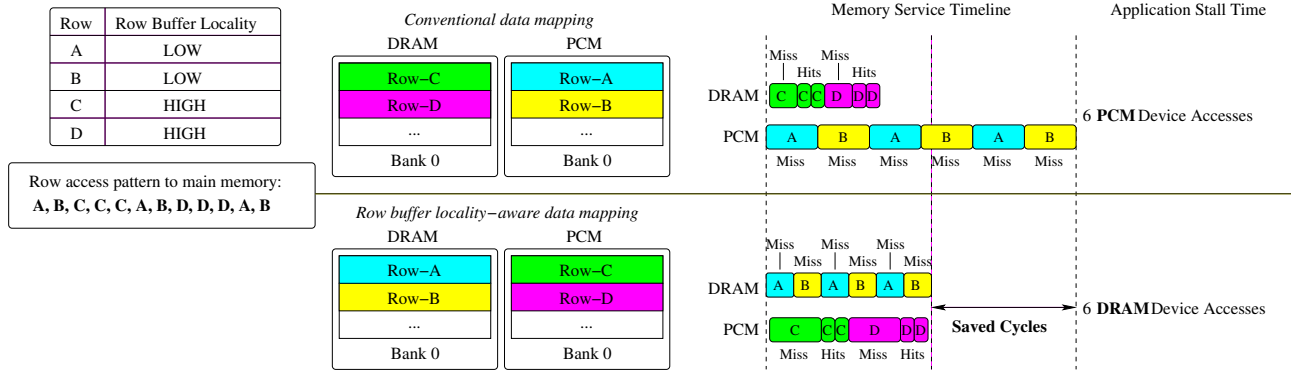 Row Row Buffer Locality
A LOW
B LOW
C HIGH
D HIGH
Row access pattern to main memory:
A, B, C, C, C, A, B, D, D, D, A, B
Conventional data mapping
DRAM PCM
Row−C Row−A
Row−D Row−B
... ...
Bank 0 Bank 0
Row buffer locality−aware data mapping
DRAM PCM
Row−A Row−C
Row−B Row−D
... ...
Bank 0 Bank 0
Memory Service Timeline
Application Stall Time
Miss Miss
Hits Hits
DRAM C C C D D D
PCM A B A B A B
Miss Miss Miss Miss Miss Miss
6 PCM Device Accesses
Miss Miss Miss
Miss Miss Miss
DRAM A B A B A B
PCM C C C D D D
Miss Hits Miss Hits
Saved Cycles
6 DRAM Device Accesses